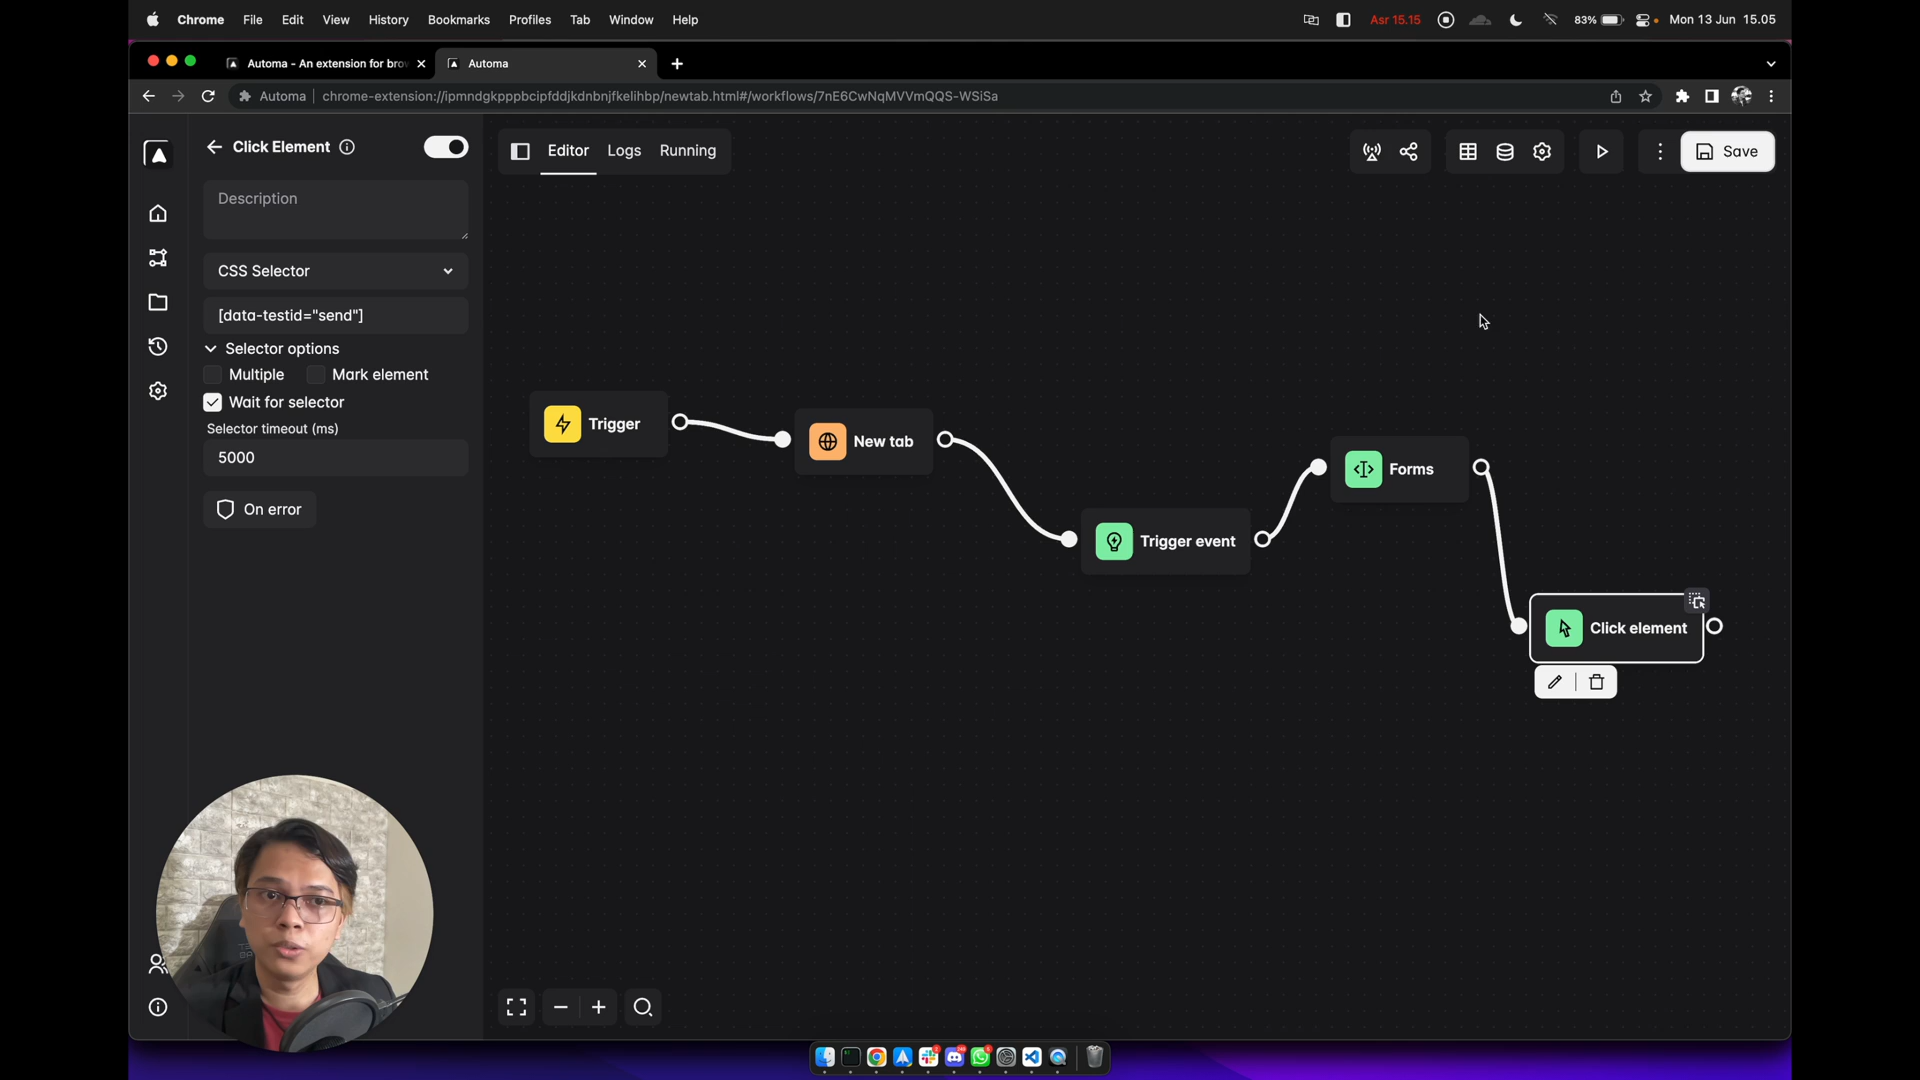 Chrome File Edit View History Bookmarks Profiles Tab Window Help Asr 15.15 83% Mon 13 Jun 15.05
Automa - An extension for brow Automa
Automa chrome-extension://ipmndgkpppbcipfddjkdnbnjfkelihbp/newtab.html#/workflows/7nE6CwNqMVVmQQS-WSiSa
Click Element
Editor Logs Running
Save
Description
CSS Selector
[data-testid="send"]
Selector options
Multiple Mark element
Wait for selector
Selector timeout (ms)
5000
On error
Trigger
New tab
Forms
Trigger event
Click element